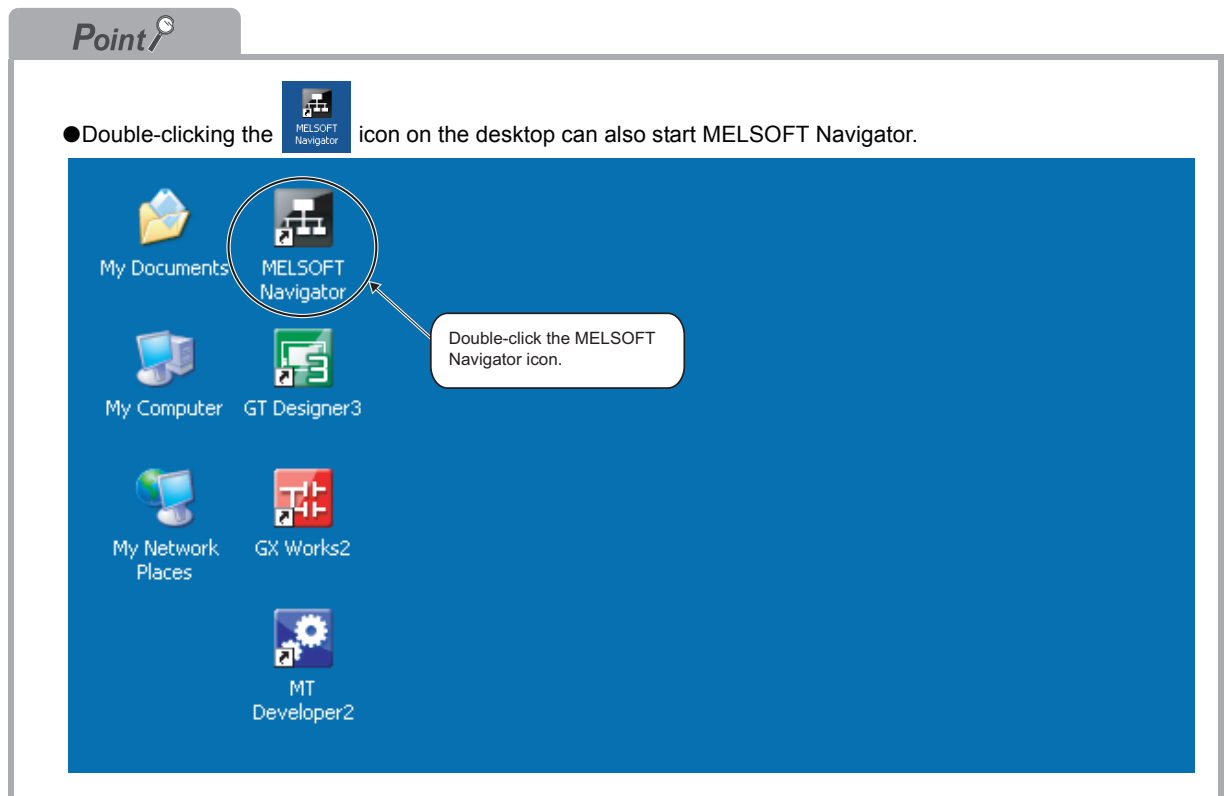 Point
●Double-clicking the MELSOFT Navigator icon on the desktop can also start MELSOFT Navigator.
My Documents
MELSOFT
Navigator
Double-click the MELSOFT
Navigator icon.
My Computer
GT Designer3
My Network
Places
GX Works2
MT
Developer2